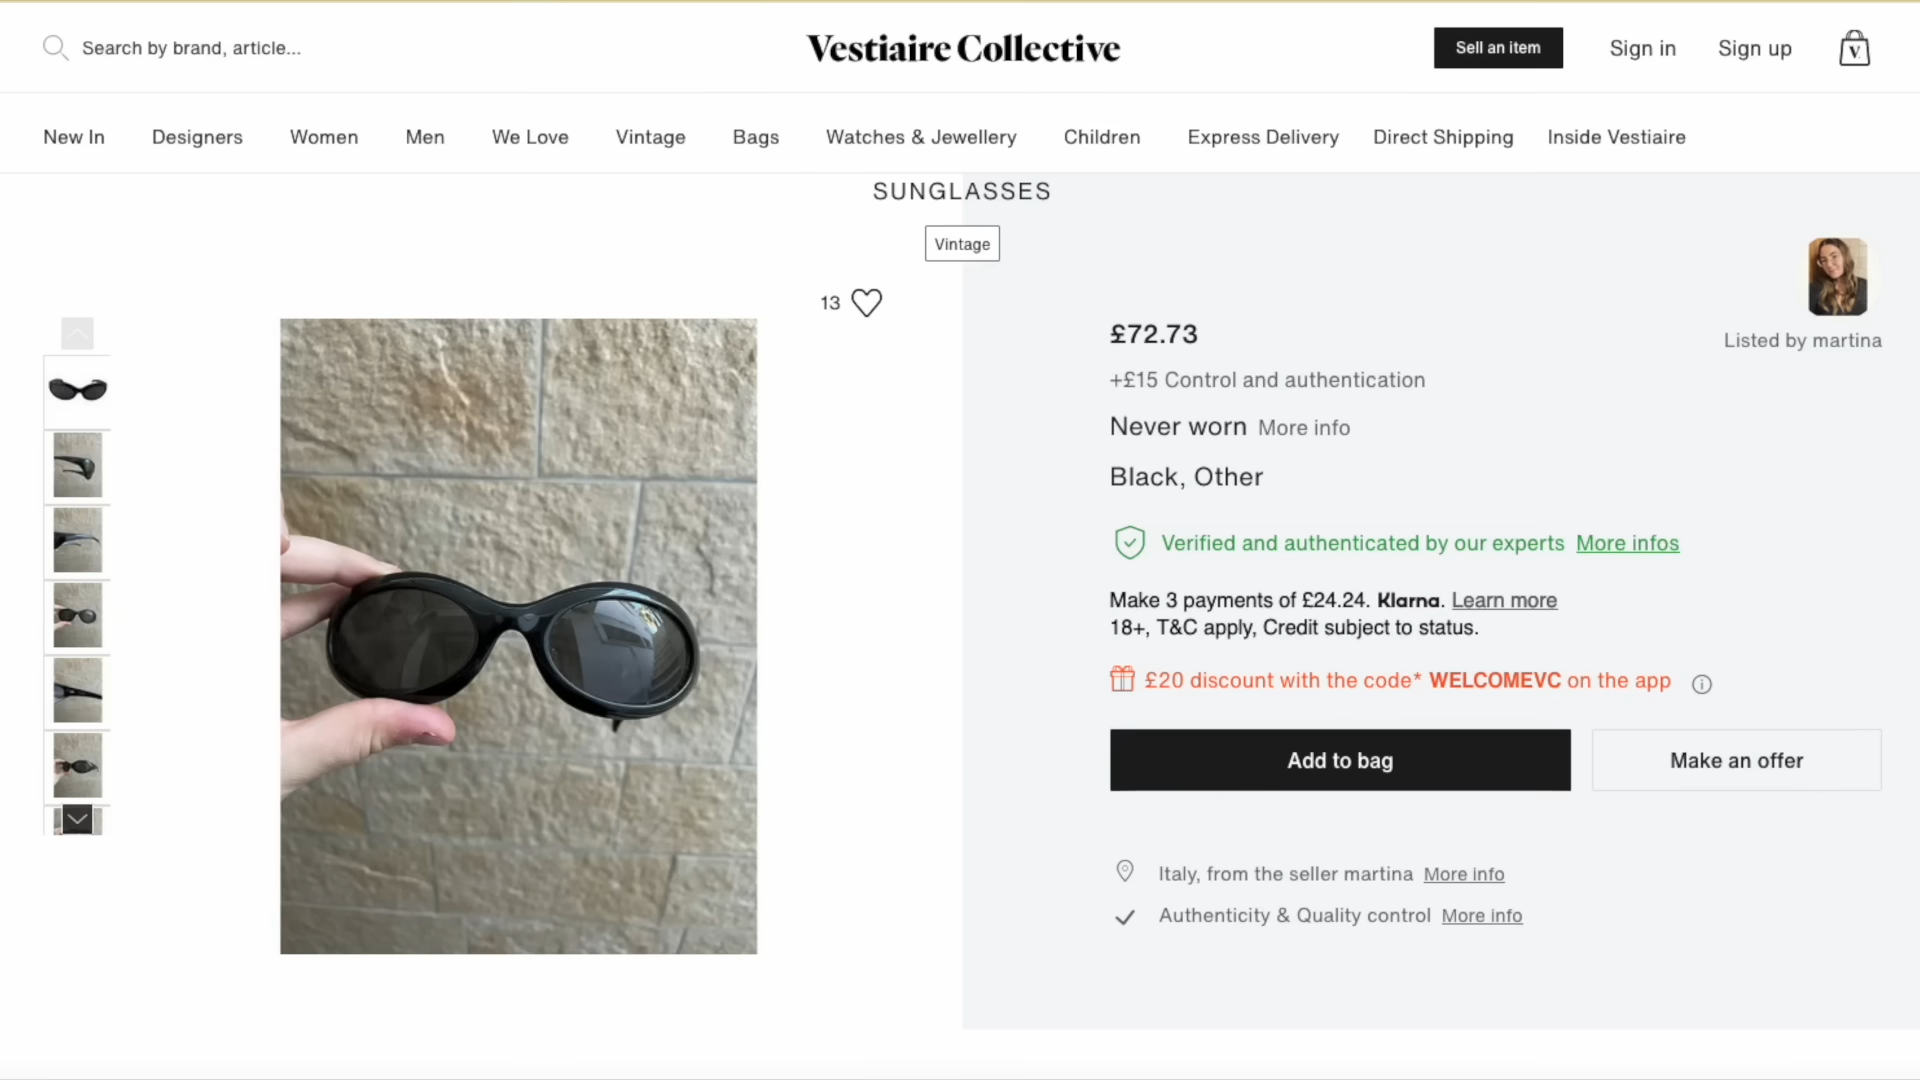 Search by brand, article...
Vestiaire Collective
Sell an item
Sign in
Sign up
V
New In
Designers
Women
Men
We Love
Vintage
Bags
Watches & Jewellery
Children
Express Delivery
Direct Shipping
Inside Vestiaire
SUNGLASSES
Vintage
13
£72.73
Listed by martina
+£15 Control and authentication
Never worn More info
Black, Other
Verified and authenticated by our experts More infos
Make 3 payments of £24.24. Klarna. Learn more
18+, T&C apply, Credit subject to status.
£20 discount with the code* WELCOMEVC on the app
Add to bag
Make an offer
Italy, from the seller martina More info
Authenticity & Quality control More info